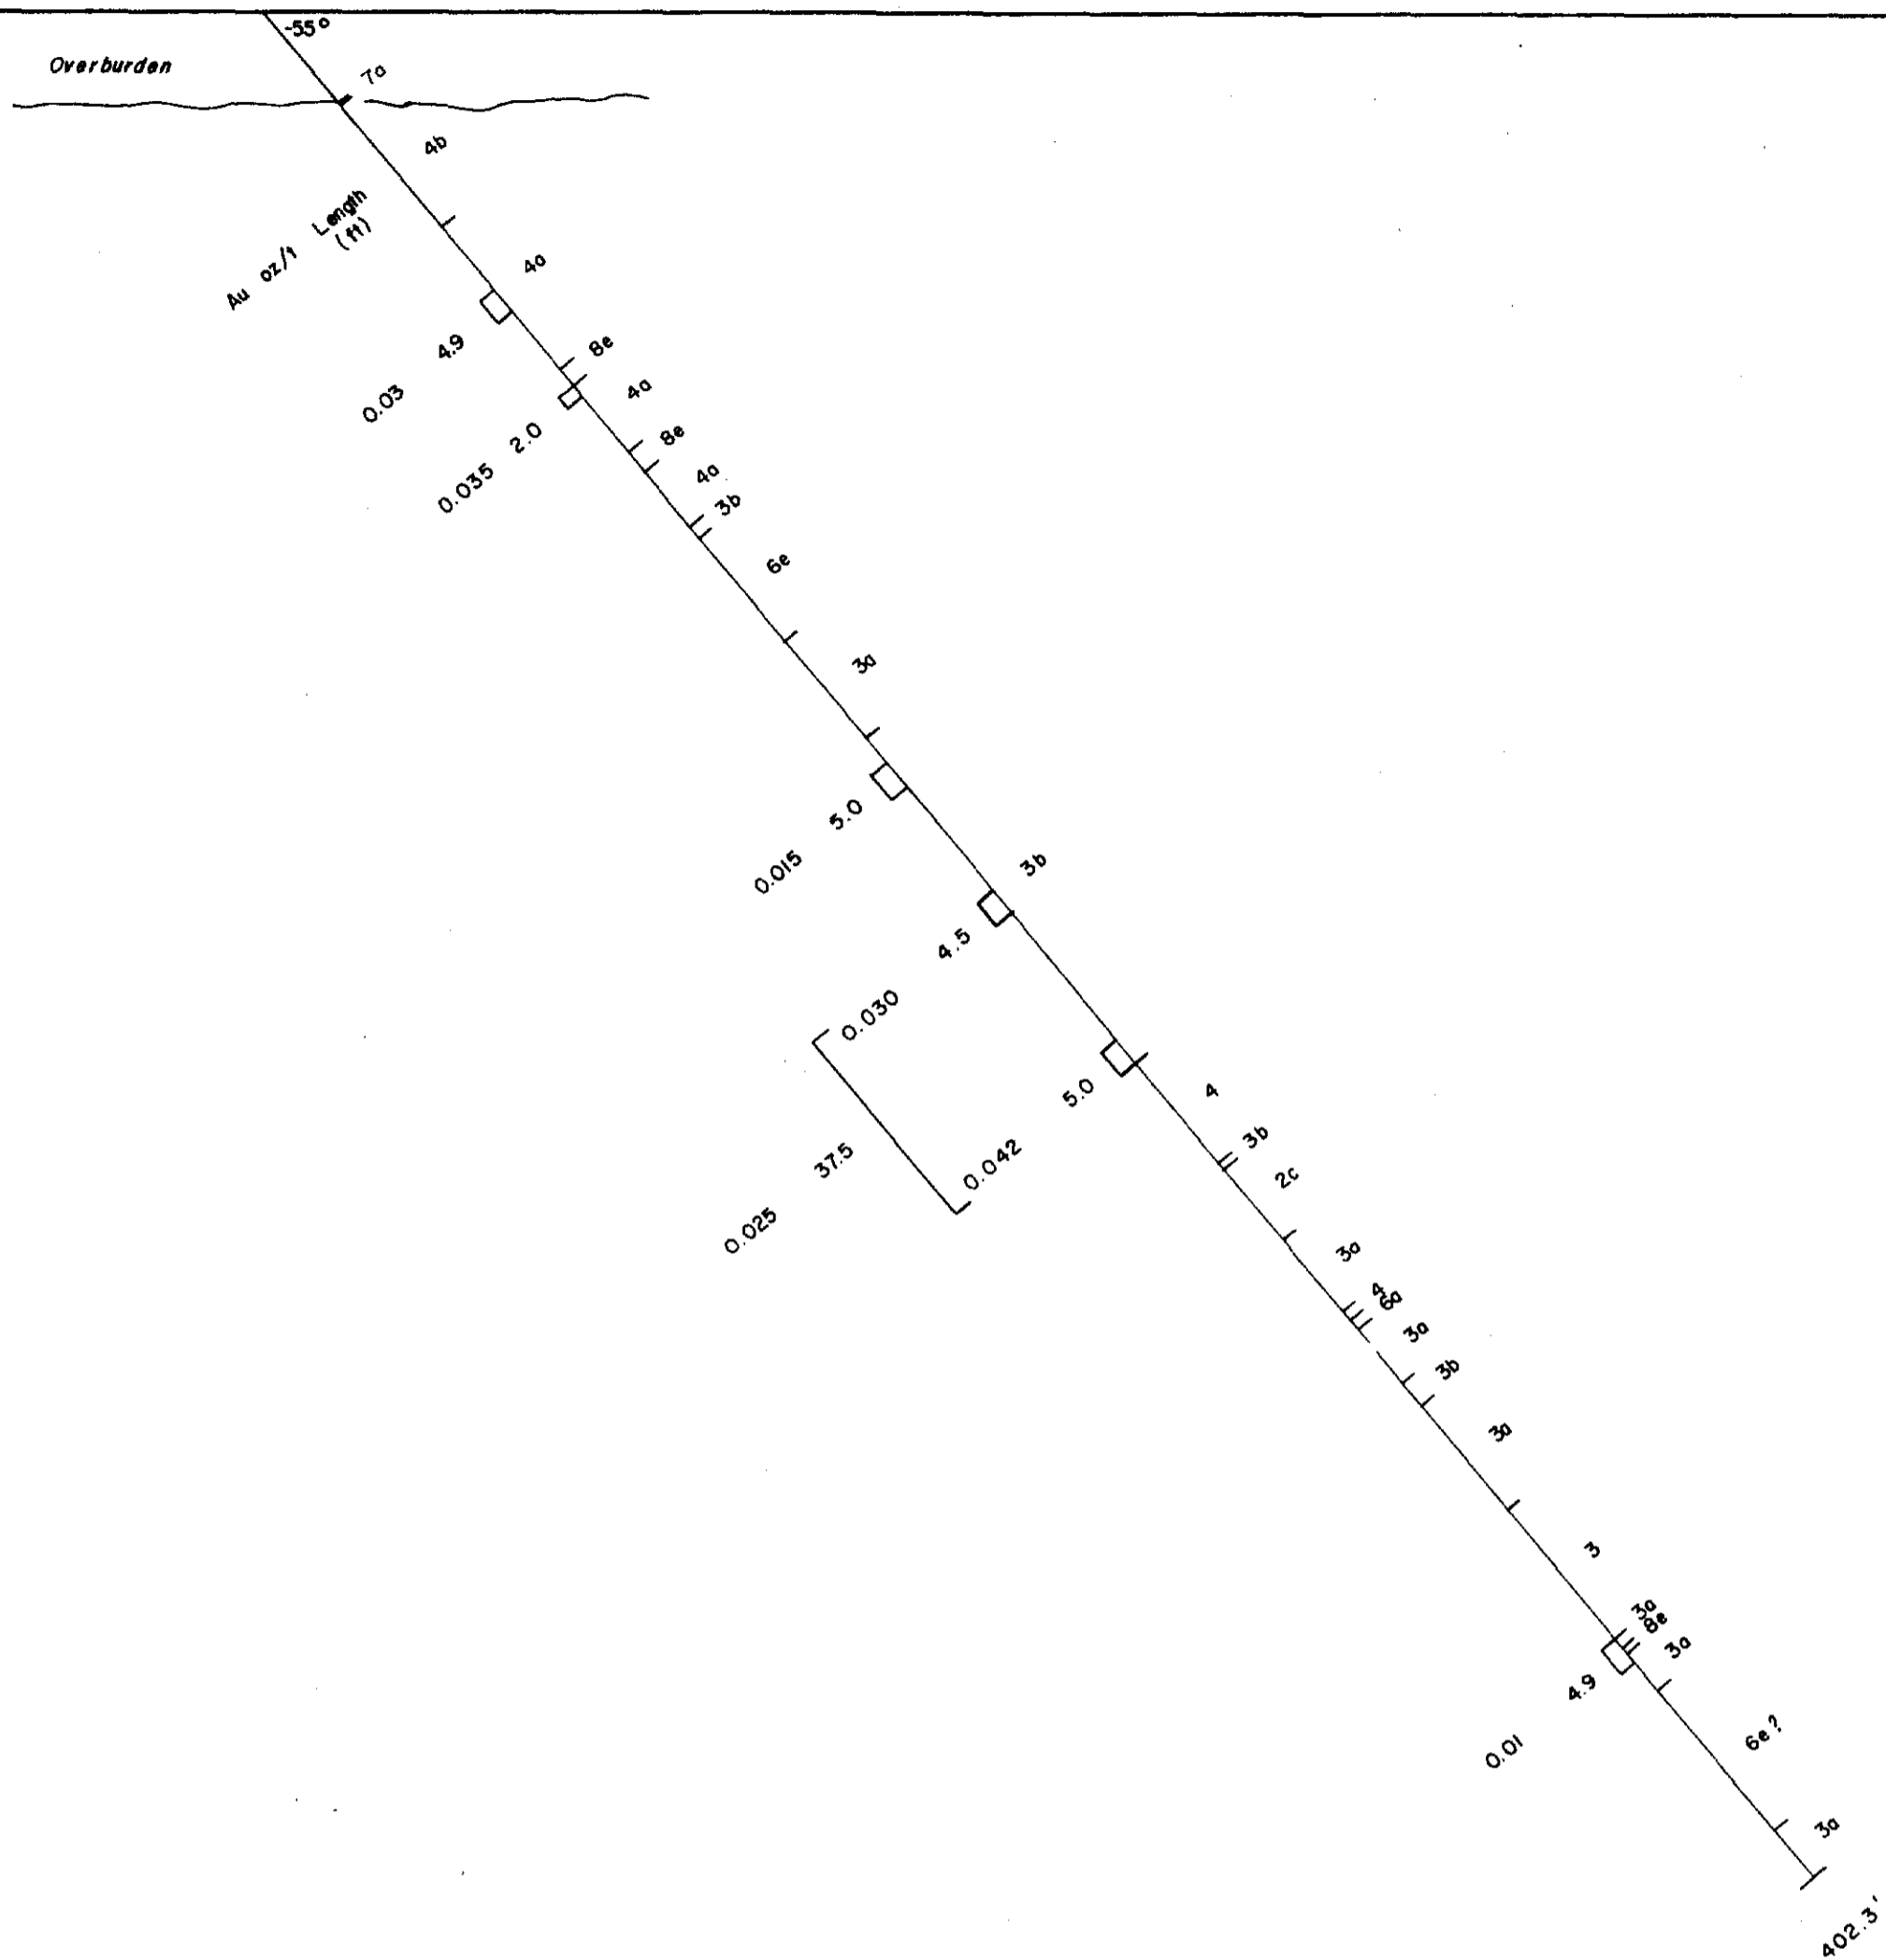 -55°
Overburden
7a
4b
Au oz/t Length
(ft)
4a
4.9
0.03
8e
4a
2.0
0.035
8e
4a
3b
6e
3a
5.0
0.015
3b
4.5
0.030
5.0
0.042
37.5
0.025
4
3b
2c
3a
4
6a
3a
3b
3a
3
3a
8e
3a
4.9
0.01
6e?
3a
402.3'